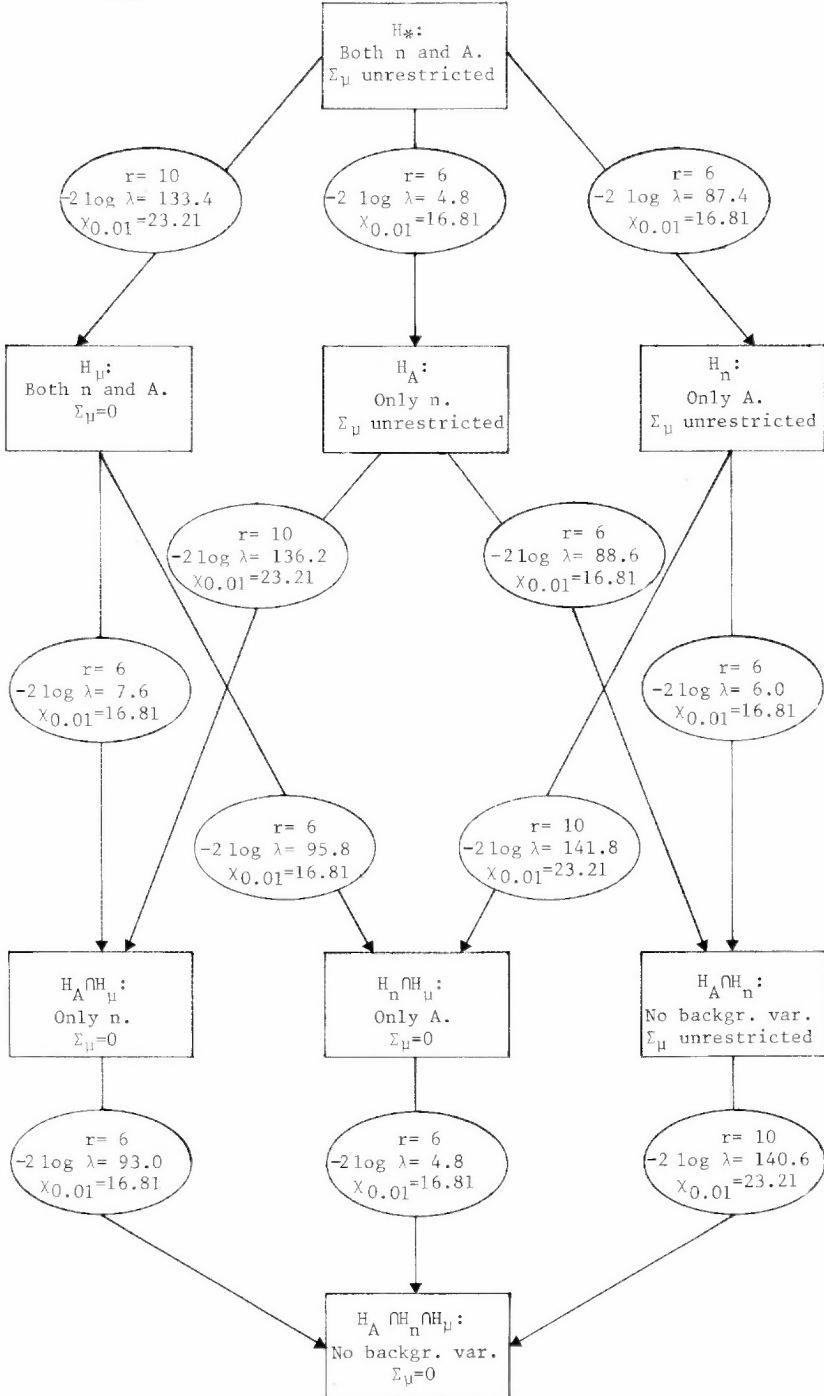 H*:
Both n and A.
Σμ unrestricted
r= 10
-2 log λ= 133.4
χ0.01=23.21
r= 6
-2 log λ= 4.8
χ0.01=16.81
r= 6
-2 log λ= 87.4
χ0.01=16.81
Hμ:
Both n and A.
Σμ=0
HA:
Only n.
Σμ unrestricted
Hn:
Only A.
Σμ unrestricted
r= 10
-2 log λ= 136.2
χ0.01=23.21
r= 6
-2 log λ= 88.6
χ0.01=16.81
r= 6
-2 log λ= 7.6
χ0.01=16.81
r= 6
-2 log λ= 6.0
χ0.01=16.81
r= 6
-2 log λ= 95.8
χ0.01=16.81
r= 10
-2 log λ= 141.8
χ0.01=23.21
HA∩Hμ:
Only n.
Σμ=0
Hn∩Hμ:
Only A.
Σμ=0
HA∩Hn:
No backgr. var.
Σμ unrestricted
r= 6
-2 log λ= 93.0
χ0.01=16.81
r= 6
-2 log λ= 4.8
χ0.01=16.81
r= 10
-2 log λ= 140.6
χ0.01=23.21
HA ∩Hn∩Hμ:
No backgr. var.
Σμ=0